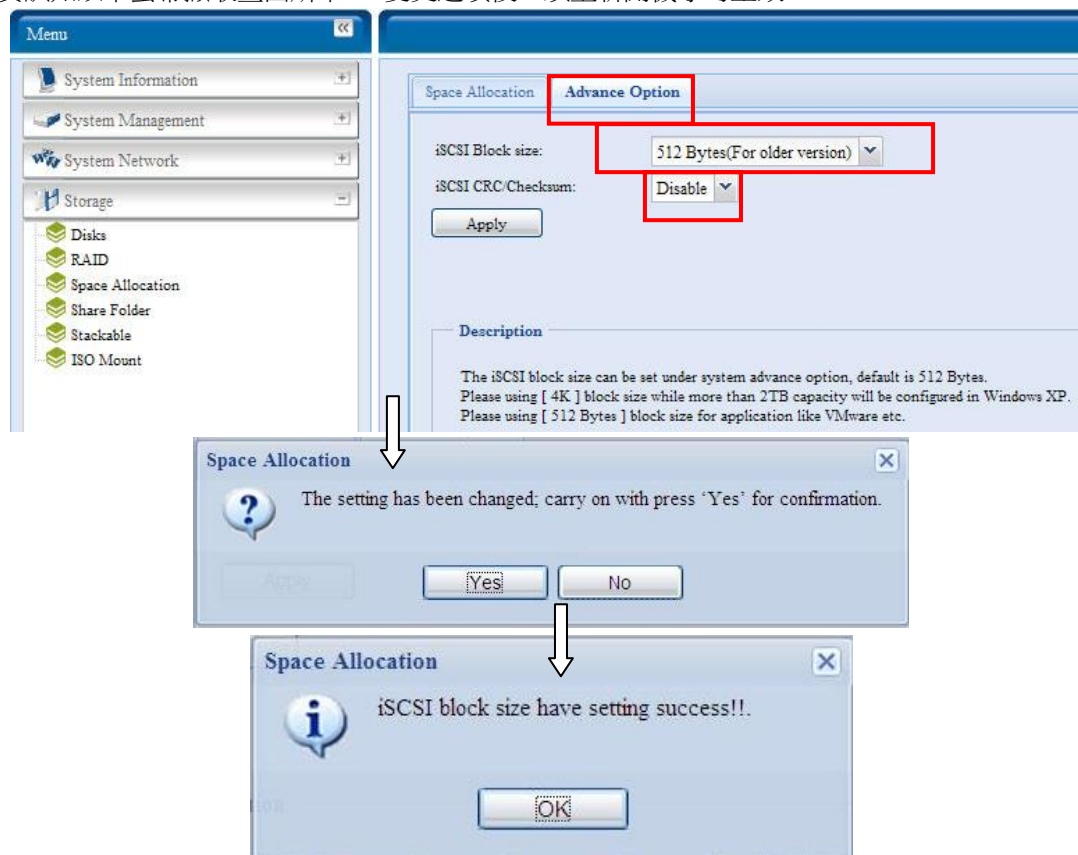 Menu
System Information
System Management
System Network
Storage
Disks
RAID
Space Allocation
Share Folder
Stackable
ISO Mount
Space Allocation
Advance Option
iSCSI Block size:
512 Bytes(For older version)
iSCSI CRC/Checksum:
Disable
Apply
Description
The iSCSI block size can be set under system advance option, default is 512 Bytes.
Please using [ 4K ] block size while more than 2TB capacity will be configured in Windows XP.
Please using [ 512 Bytes ] block size for application like VMware etc.
Space Allocation
The setting has been changed; carry on with press ‘Yes’ for confirmation.
Apply
Yes
No
Space Allocation
iSCSI block size have setting success!!.
OK